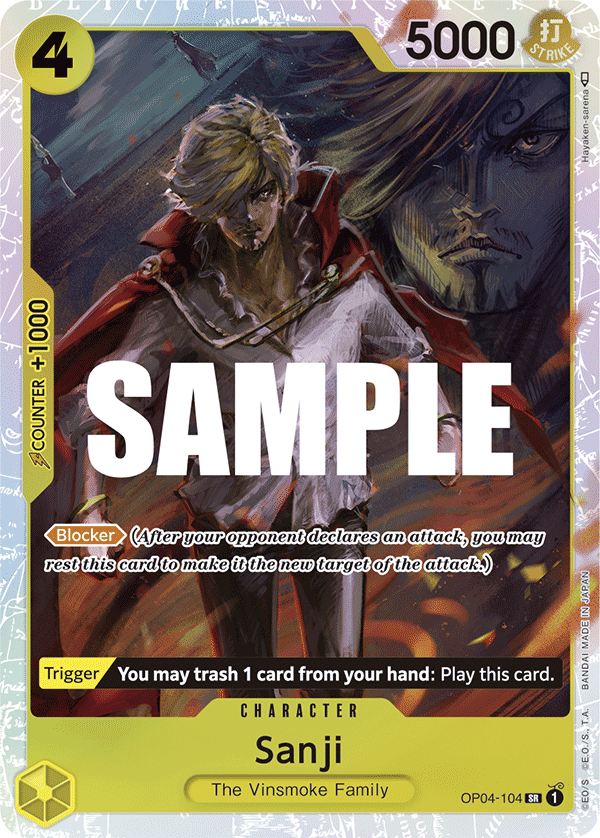 4
5000
打
STRIKE
Hayaken-sarena
COUNTER +1000
SAMPLE
Blocker (After your opponent declares an attack, you may
rest this card to make it the new target of the attack.)
Trigger You may trash 1 card from your hand: Play this card.
CHARACTER
Sanji
The Vinsmoke Family
OP04-104 SR 1
©EO/S ©E.O./S., T.A. BANDAI MADE IN JAPAN